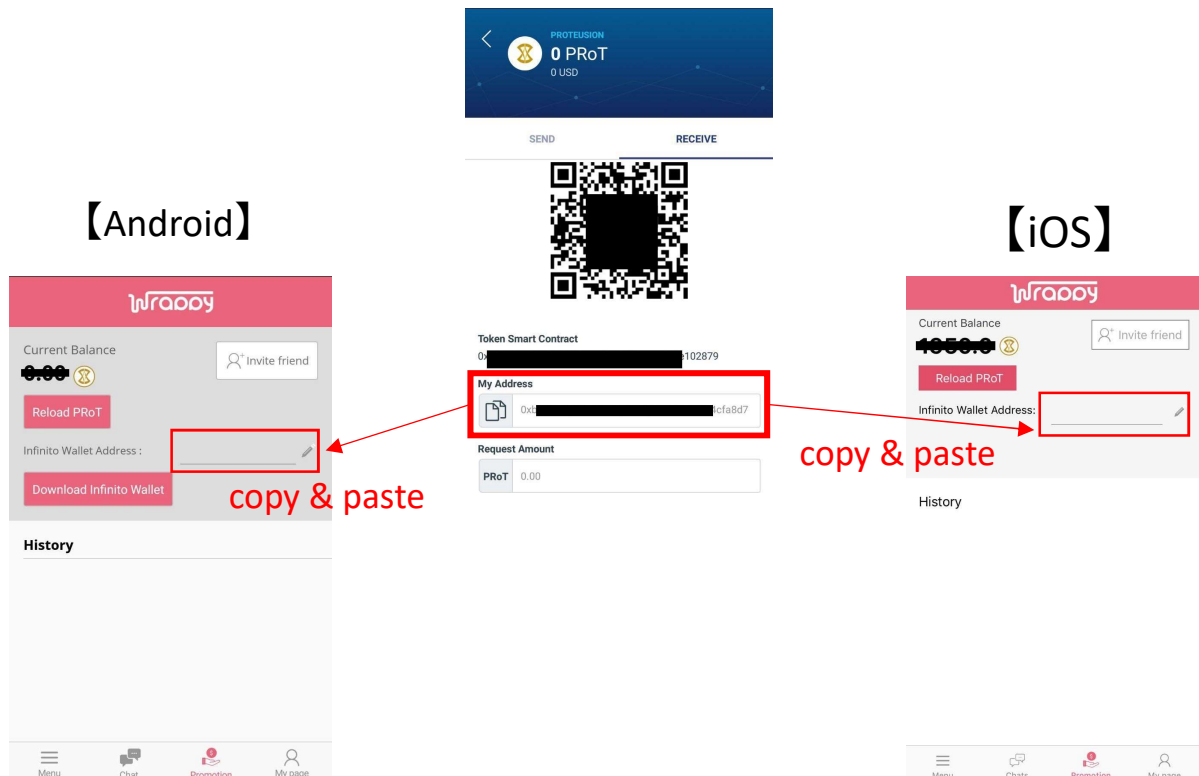 PROTEUSION
0 PRoT
0 USD
SEND
RECEIVE
Token Smart Contract
102879
My Address
0xb 4cfa8d7
Request Amount
PRoT 0.00
【Android】
Wrappy
Current Balance
Invite friend
Reload PRoT
Infinito Wallet Address :
Download Infinito Wallet
copy & paste
History
Menu
Chat
Promotion
My page
【iOS】
Wrappy
Current Balance
Invite friend
Reload PRoT
Infinito Wallet Address:
copy & paste
History
Menu
Chats
Promotion
My page